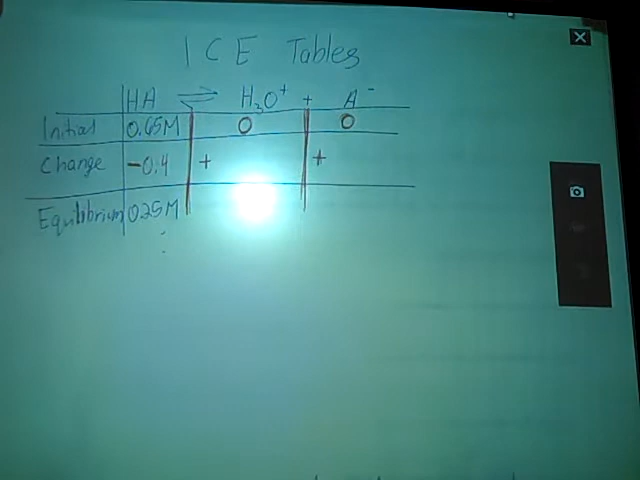 ICE Tables
HA ⇌ H₃O⁺ + A⁻
Initial 0.65M 0 0
Change -0.4 + +
Equilibrium 0.25M